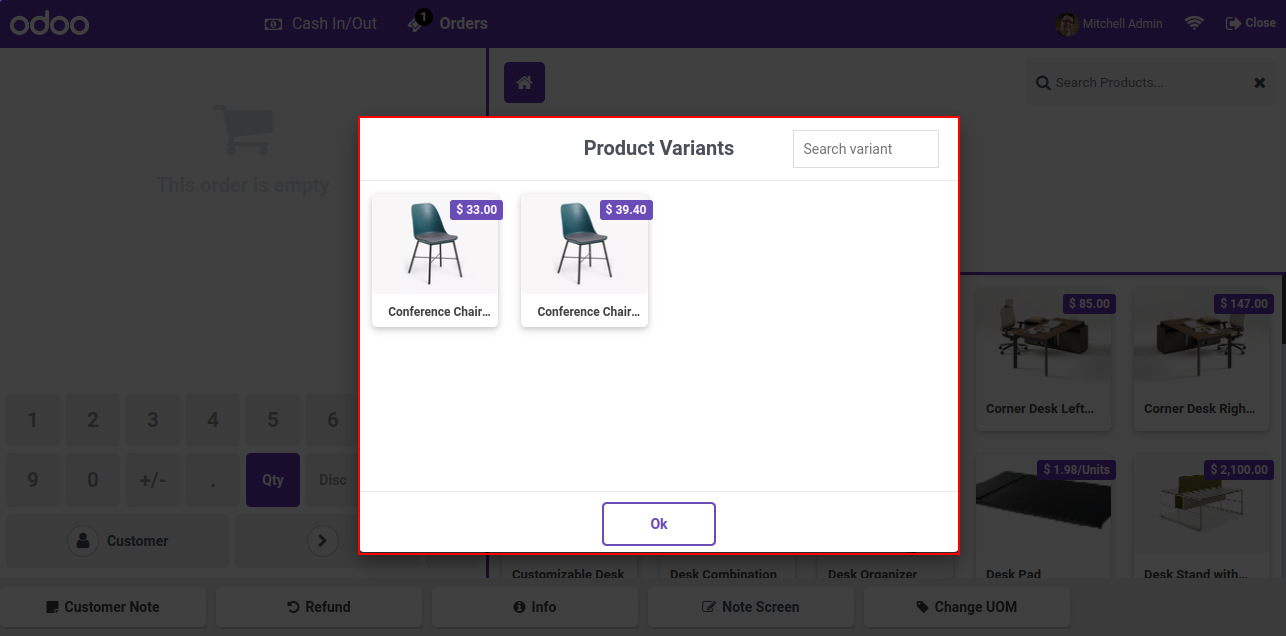 odoo
Cash In/Out
1
Orders
Mitchell Admin
Close
Search Products...
This order is empty
Product Variants
Search variant
$ 33.00
$ 39.40
Conference Chair...
Conference Chair...
$ 85.00
$ 147.00
Corner Desk Left...
Corner Desk Righ...
1 2 3 4 5 6
9 0 +/- . Qty Disc
$ 1.98/Units
$ 2,100.00
Ok
Customer
Customizable Desk
Desk Combination
Desk Organizer
Desk Pad
Desk Stand with...
Customer Note
Refund
Info
Note Screen
Change UOM